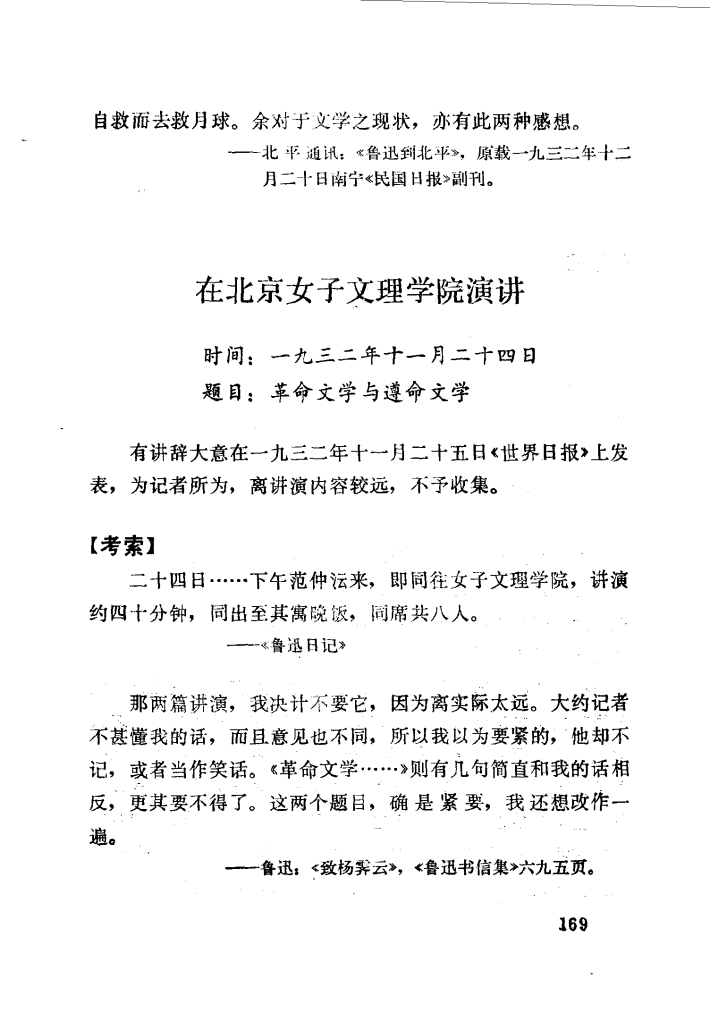 自救而去救月球。余对于文学之现状，亦有此两种感想。
——北平通讯：《鲁迅到北平》，原载一九三二年十二
月二十日南宁《民国日报》副刊。
在北京女子文理学院演讲
时间：一九三二年十一月二十四日
题目：革命文学与遵命文学
有讲辞大意在一九三二年十一月二十五日《世界日报》上发
表，为记者所为，离讲演内容较远，不予收集。
【考索】
二十四日……下午范仲沄来，即同往女子文理学院，讲演
约四十分钟，同出至其寓晚饭，同席共八人。
——《鲁迅日记》
那两篇讲演，我决计不要它，因为离实际太远。大约记者
不甚懂我的话，而且意见也不同，所以我以为要紧的，他却不
记，或者当作笑话。《革命文学……》则有几句简直和我的话相
反，更其要不得了。这两个题目，确是紧要，我还想改作一
遍。
——鲁迅：《致杨霁云》，《鲁迅书信集》六九五页。
169